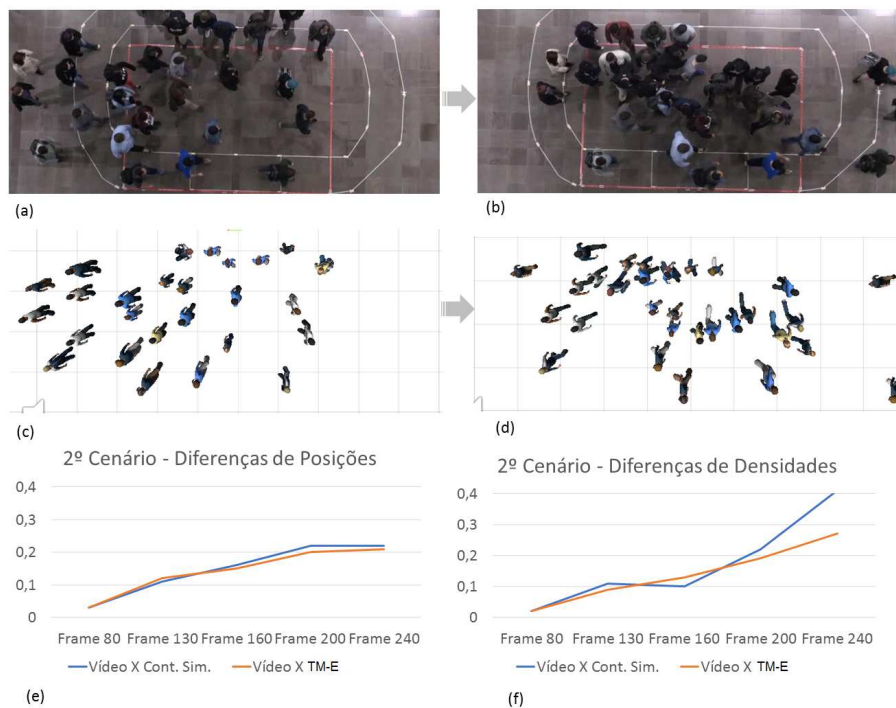 (a)
(b)
(c)
(d)
2º Cenário - Diferenças de Posições
0,4
0,3
0,2
0,1
0
Frame 80 Frame 130 Frame 160 Frame 200 Frame 240
Vídeo X Cont. Sim. Vídeo X TM-E
(e)
2º Cenário - Diferenças de Densidades
0,4
0,3
0,2
0,1
0
Frame 80 Frame 130 Frame 160 Frame 200 Frame 240
Vídeo X Cont. Sim. Vídeo X TM-E
(f)